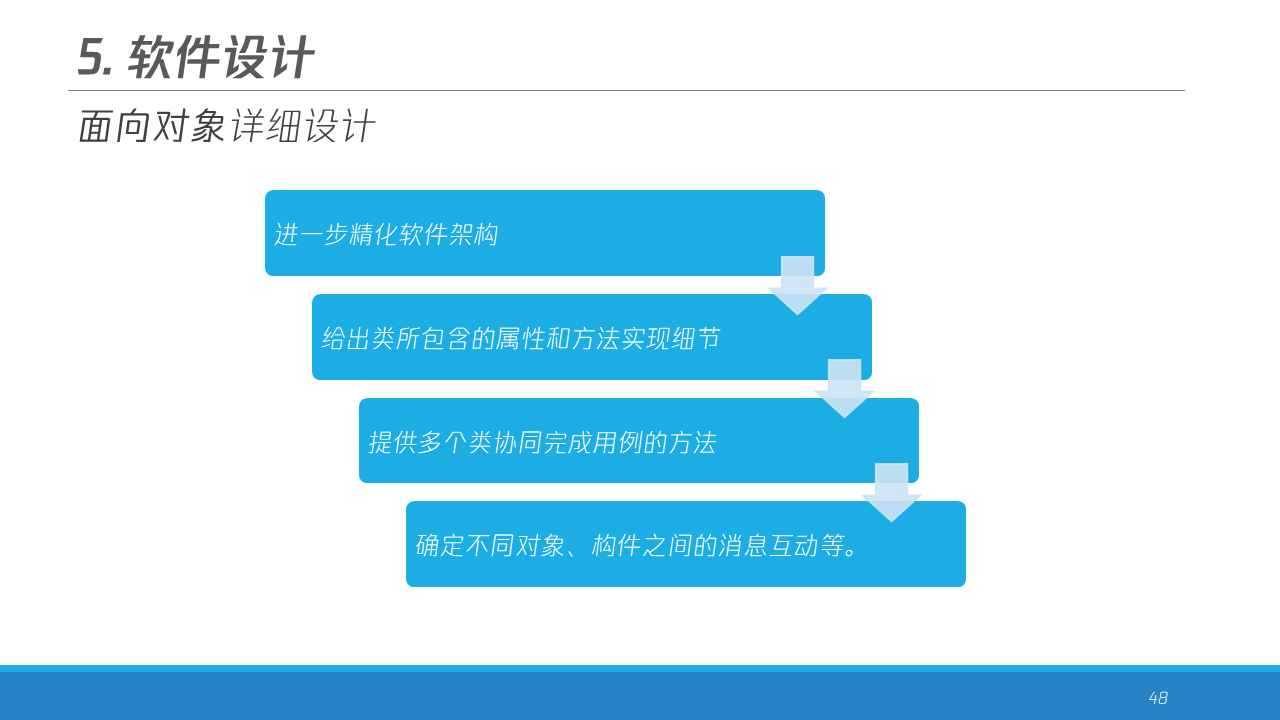 5. 软件设计
面向对象详细设计
进一步精化软件架构
给出类所包含的属性和方法实现细节
提供多个类协同完成用例的方法
确定不同对象、构件之间的消息互动等。
48